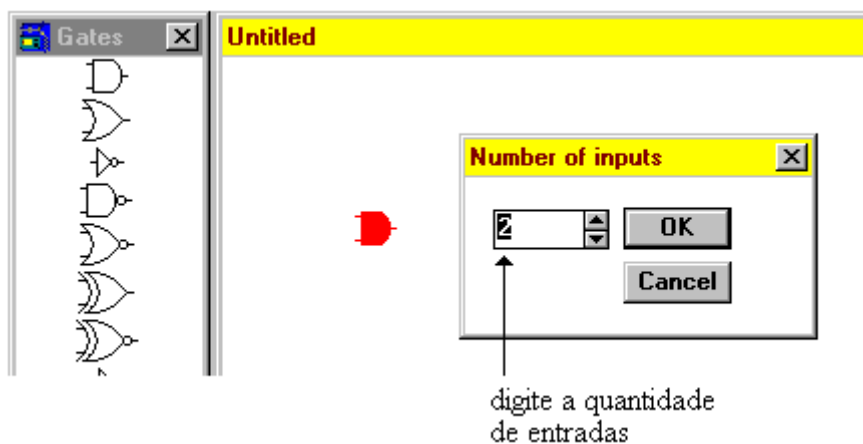 Gates
Untitled
Number of inputs
2
OK
Cancel
digite a quantidade
de entradas